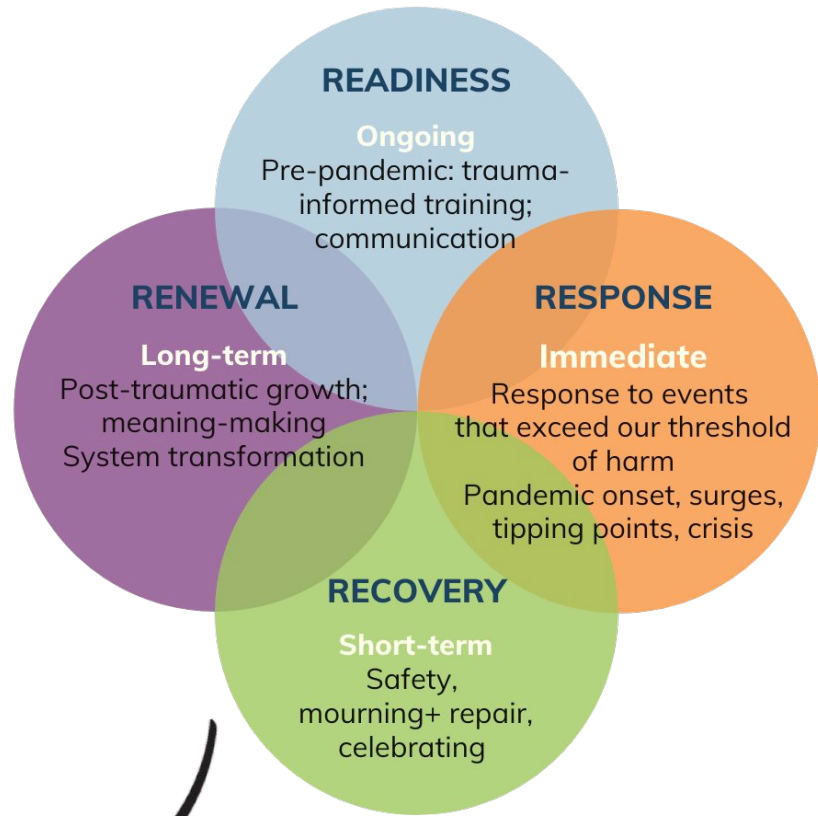 READINESS
Ongoing
Pre-pandemic: trauma-
informed training;
communication
RENEWAL
Long-term
Post-traumatic growth;
meaning-making
System transformation
RESPONSE
Immediate
Response to events
that exceed our threshold
of harm
Pandemic onset, surges,
tipping points, crisis
RECOVERY
Short-term
Safety,
mourning+ repair,
celebrating